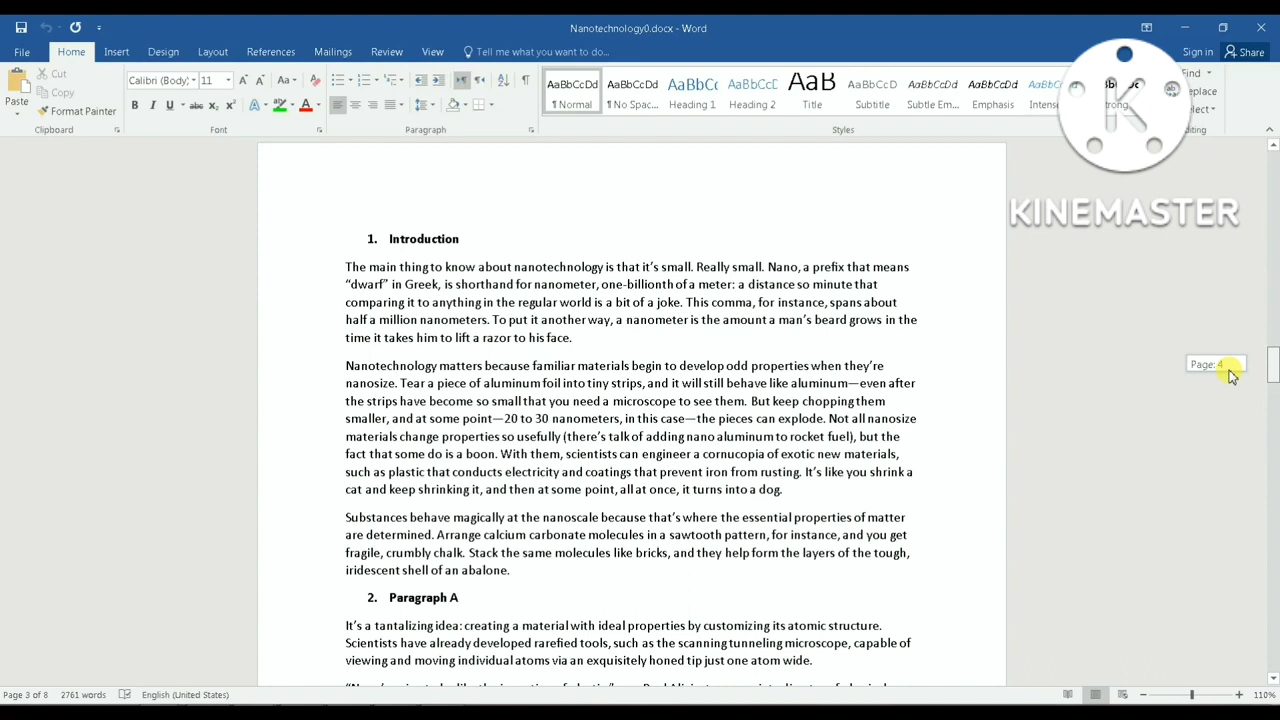 Nanotechnology0.docx - Word
File Home Insert Design Layout References Mailings Review View Tell me what you want to do... Sign in Share
Cut
Copy
Format Painter
Paste
Calibri (Body) 11
Aa
B I U abc X₂ X²
AaBbCcDd AaBbCcDd AaBbCc AaBbCcD AaB AaBbCcD AaBbCcDd AaBbCcDd
¶ Normal ¶ No Spac... Heading 1 Heading 2 Title Subtitle Subtle Em... Emphasis Intense Strong
Find
Clipboard Font Paragraph Styles
K
KINEMASTER
1. Introduction
The main thing to know about nanotechnology is that it’s small. Really small. Nano, a prefix that means
“dwarf” in Greek, is shorthand for nanometer, one-billionth of a meter: a distance so minute that
comparing it to anything in the regular world is a bit of a joke. This comma, for instance, spans about
half a million nanometers. To put it another way, a nanometer is the amount a man’s beard grows in the
time it takes him to lift a razor to his face.
Page: 4
Nanotechnology matters because familiar materials begin to develop odd properties when they’re
nanosize. Tear a piece of aluminum foil into tiny strips, and it will still behave like aluminum—even after
the strips have become so small that you need a microscope to see them. But keep chopping them
smaller, and at some point—20 to 30 nanometers, in this case—the pieces can explode. Not all nanosize
materials change properties so usefully (there’s talk of adding nano aluminum to rocket fuel), but the
fact that some do is a boon. With them, scientists can engineer a cornucopia of exotic new materials,
such as plastic that conducts electricity and coatings that prevent iron from rusting. It’s like you shrink a
cat and keep shrinking it, and then at some point, all at once, it turns into a dog.
Substances behave magically at the nanoscale because that’s where the essential properties of matter
are determined. Arrange calcium carbonate molecules in a sawtooth pattern, for instance, and you get
fragile, crumbly chalk. Stack the same molecules like bricks, and they help form the layers of the tough,
iridescent shell of an abalone.
2. Paragraph A
It’s a tantalizing idea: creating a material with ideal properties by customizing its atomic structure.
Scientists have already developed rarefied tools, such as the scanning tunneling microscope, capable of
viewing and moving individual atoms via an exquisitely honed tip just one atom wide.
Page 3 of 8 2761 words English (United States) 110%